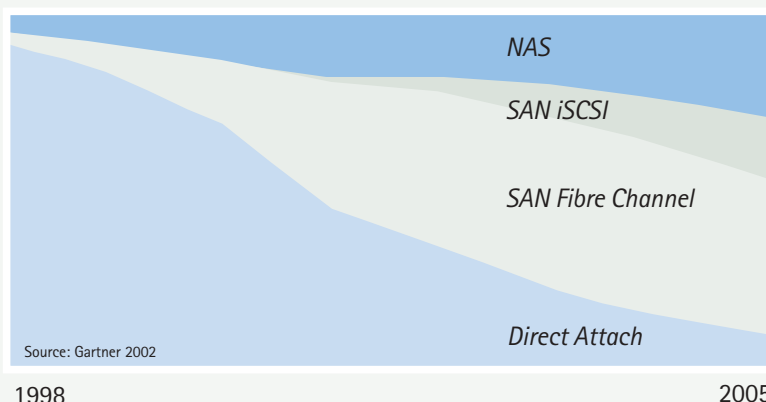 NAS
SAN iSCSI
SAN Fibre Channel
Direct Attach
Source: Gartner 2002
1998
2005